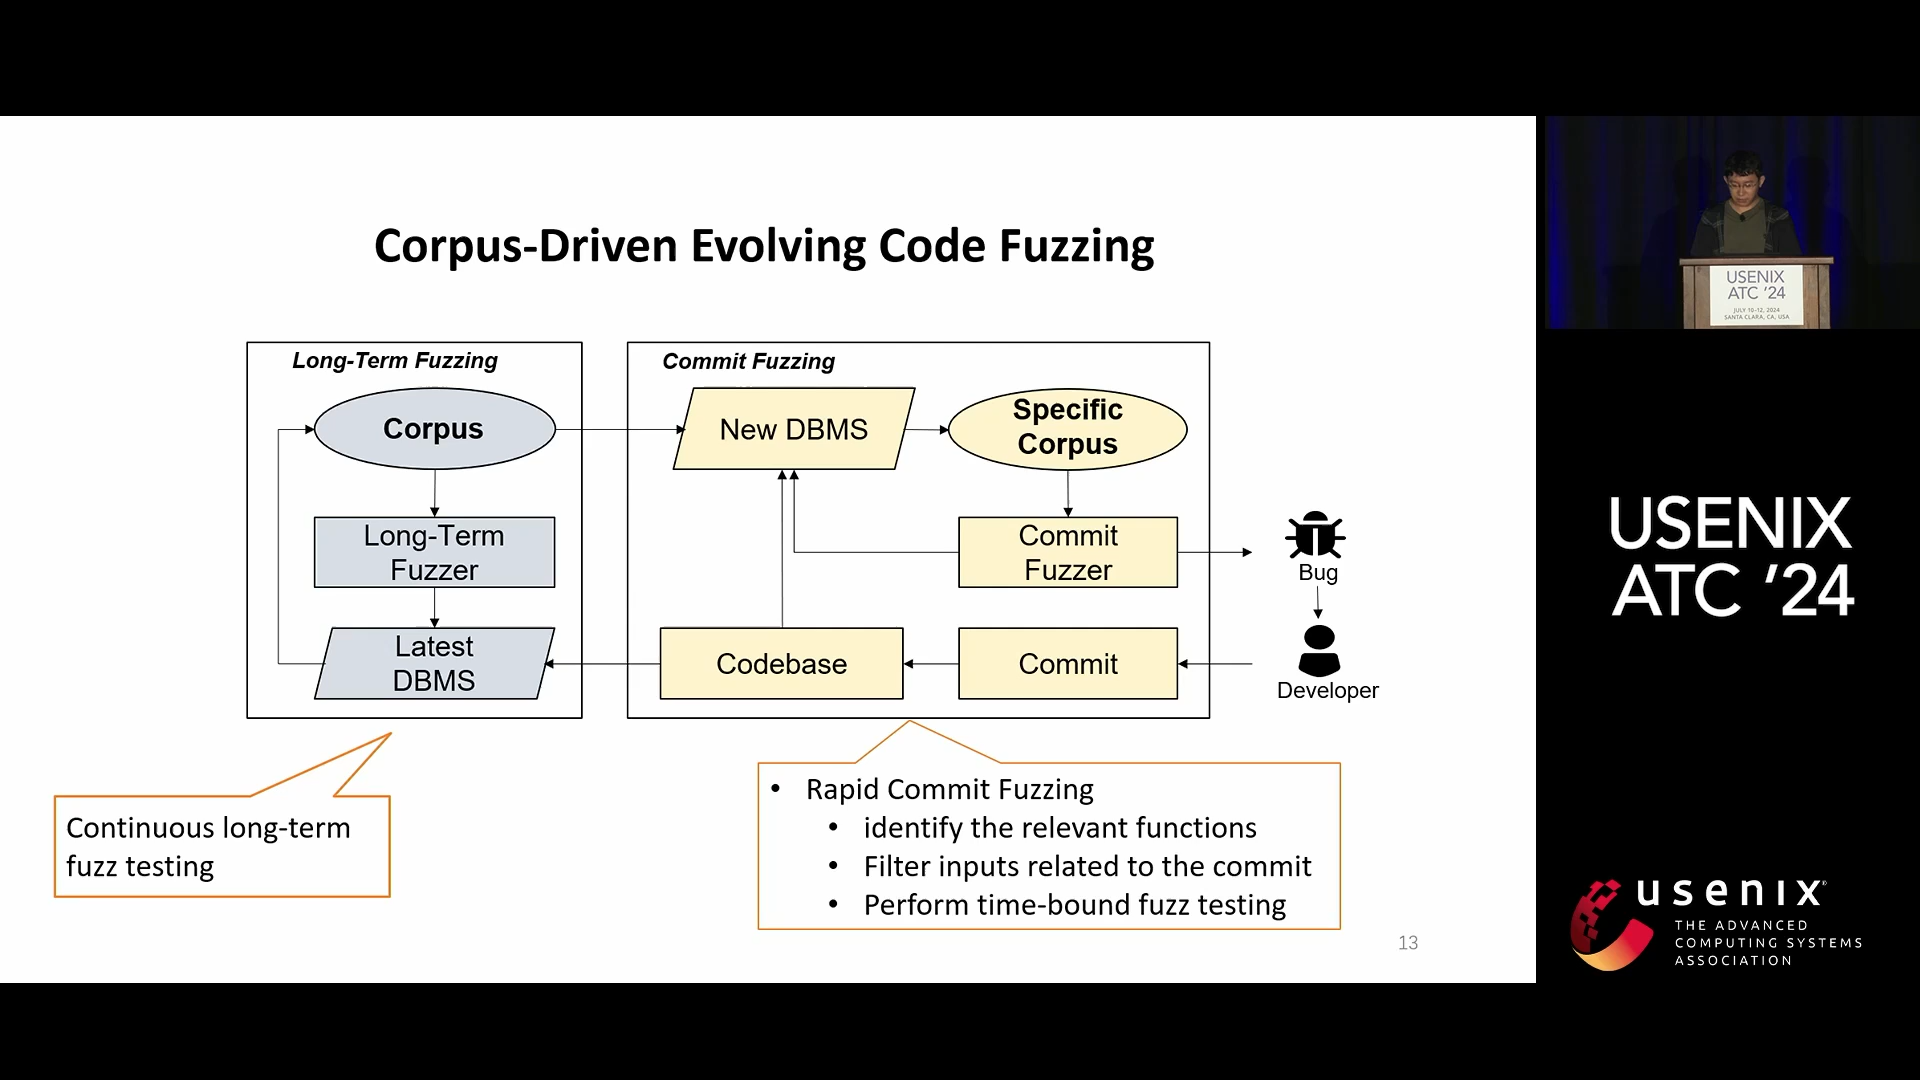 Corpus-Driven Evolving Code Fuzzing
Long-Term Fuzzing
Corpus
Long-Term
Fuzzer
Latest
DBMS
Commit Fuzzing
New DBMS
Specific
Corpus
Commit
Fuzzer
Codebase
Commit
Bug
Developer
Continuous long-term
fuzz testing
• Rapid Commit Fuzzing
• identify the relevant functions
• Filter inputs related to the commit
• Perform time-bound fuzz testing
13
USENIX
ATC ’24
JULY 10–12, 2024
SANTA CLARA, CA, USA
USENIX
ATC ’24
usenix®
THE ADVANCED
COMPUTING SYSTEMS
ASSOCIATION